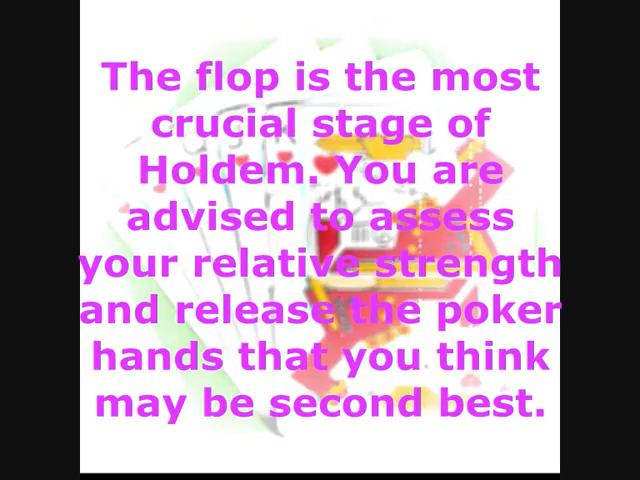 The flop is the most
crucial stage of
Holdem. You are
advised to assess
your relative strength
and release the poker
hands that you think
may be second best.